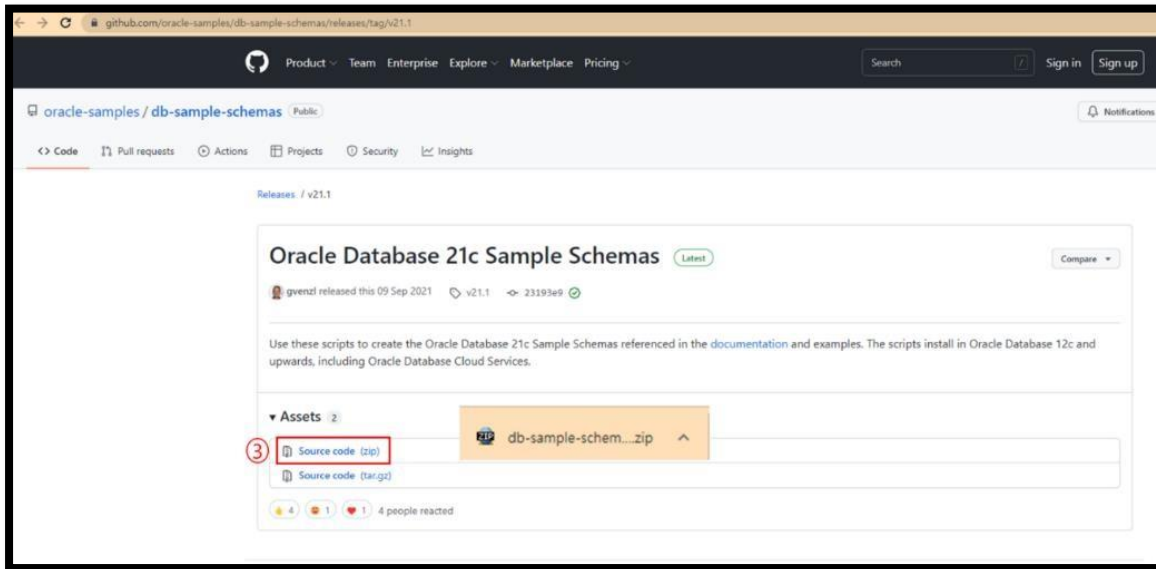 github.com/oracle-samples/db-sample-schemas/releases/tag/v21.1
Product Team Enterprise Explore Marketplace Pricing Search / Sign in Sign up
oracle-samples / db-sample-schemas Public Notifications
<> Code Pull requests Actions Projects Security Insights
Releases / v21.1
Oracle Database 21c Sample Schemas Latest Compare
gvenzl released this 09 Sep 2021 v21.1 23193e9
Use these scripts to create the Oracle Database 21c Sample Schemas referenced in the documentation and examples. The scripts install in Oracle Database 12c and
upwards, including Oracle Database Cloud Services.
Assets 2
ZIP db-sample-schem....zip
③ Source code (zip)
Source code (tar.gz)
4 1 1 4 people reacted